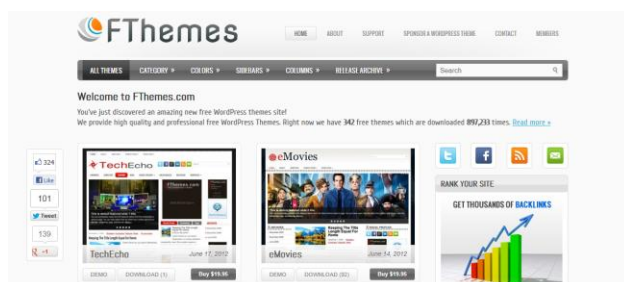 FThemes
HOME ABOUT SUPPORT SPONSOR A WORDPRESS THEME CONTACT MEMBERS
ALL THEMES CATEGORY » COLORS » SIDEBARS » COLUMNS » RELEASE ARCHIVE » Search
Welcome to FThemes.com
You've just discovered an amazing new free WordPress themes site!
We provide high quality and professional free WordPress Themes. Right now we have 342 free themes which are downloaded 897,233 times. Read more »
324
Like
101
Tweet
139
+1
TechEcho
eMovies
RANK YOUR SITE
GET THOUSANDS OF BACKLINKS
TechEcho June 17, 2012
eMovies June 14, 2012
DEMO DOWNLOAD (1) Buy $19.95
DEMO DOWNLOAD (92) Buy $19.95